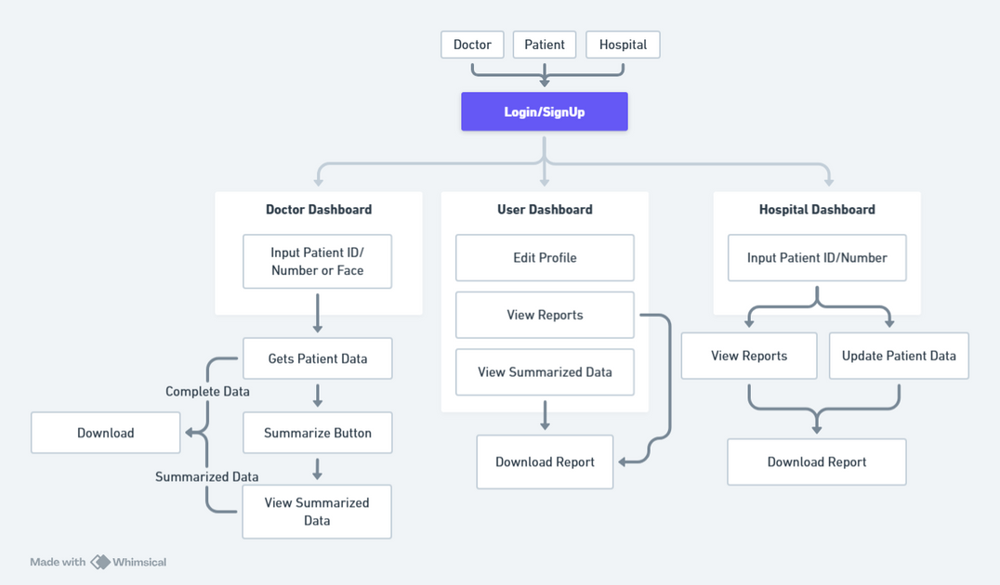 Doctor
Patient
Hospital
Login/SignUp
Doctor Dashboard
Input Patient ID/
Number or Face
Gets Patient Data
Complete Data
Download
Summarize Button
Summarized Data
View Summarized
Data
User Dashboard
Edit Profile
View Reports
View Summarized Data
Download Report
Hospital Dashboard
Input Patient ID/Number
View Reports
Update Patient Data
Download Report
Made with Whimsical